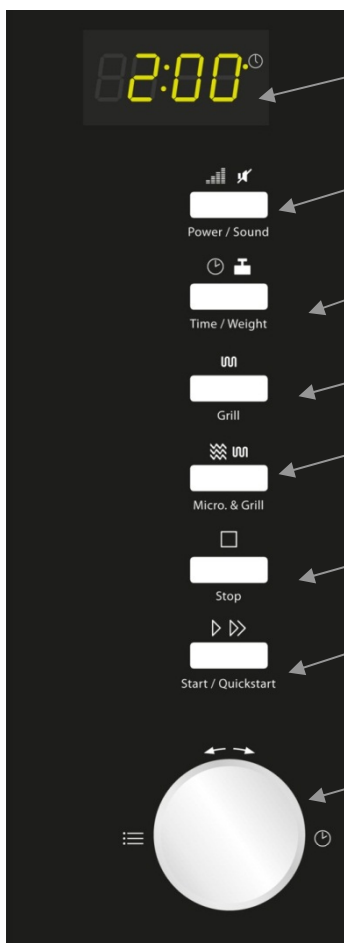 2:00
Power / Sound
Time / Weight
Grill
Micro. & Grill
Stop
Start / Quickstart